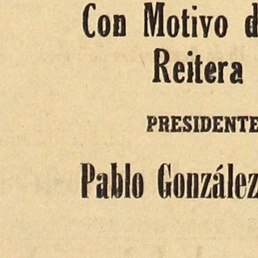 Con Motivo d
Reitera
PRESIDENTE
Pablo González